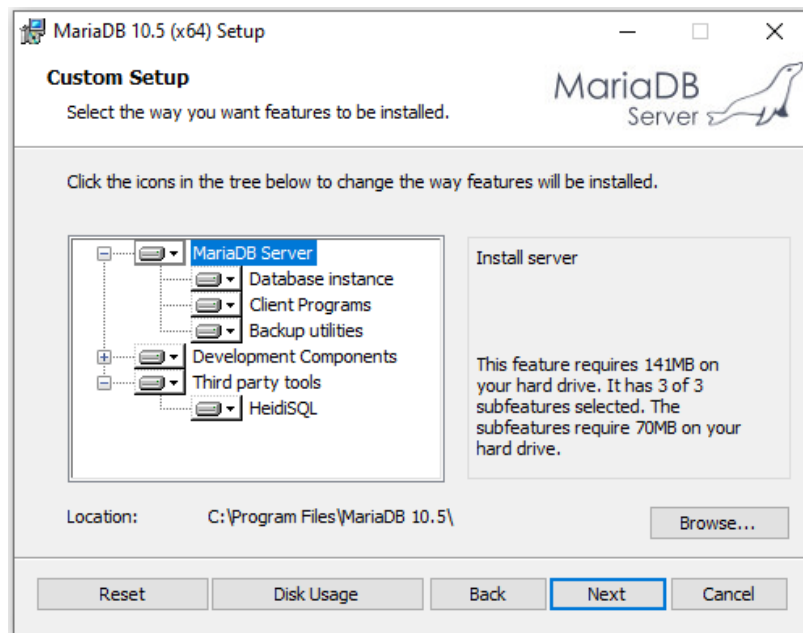 MariaDB 10.5 (x64) Setup
Custom Setup
Select the way you want features to be installed.
MariaDB
Server
Click the icons in the tree below to change the way features will be installed.
MariaDB Server
Database instance
Client Programs
Backup utilities
Development Components
Third party tools
HeidiSQL
Install server
This feature requires 141MB on
your hard drive. It has 3 of 3
subfeatures selected. The
subfeatures require 70MB on your
hard drive.
Location: C:\Program Files\MariaDB 10.5\
Browse...
Reset Disk Usage Back Next Cancel